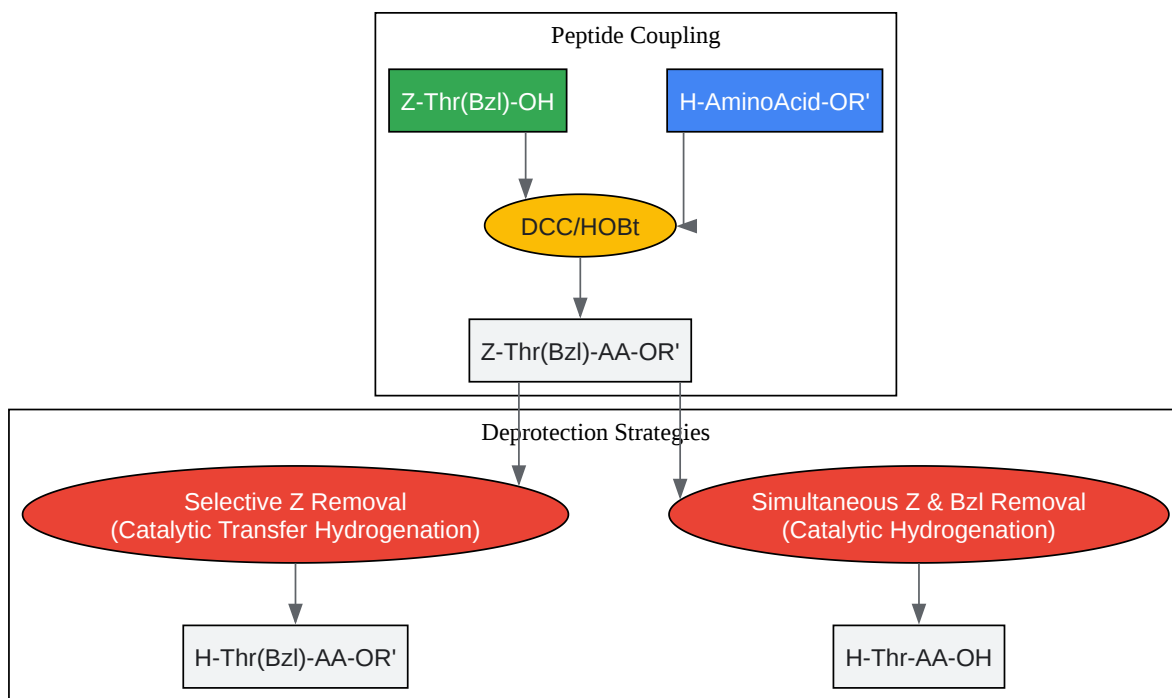 Peptide Coupling
Z-Thr(Bzl)-OH
H-AminoAcid-OR'
DCC/HOBt
Z-Thr(Bzl)-AA-OR'
Deprotection Strategies
Selective Z Removal
(Catalytic Transfer Hydrogenation)
Simultaneous Z & Bzl Removal
(Catalytic Hydrogenation)
H-Thr(Bzl)-AA-OR'
H-Thr-AA-OH